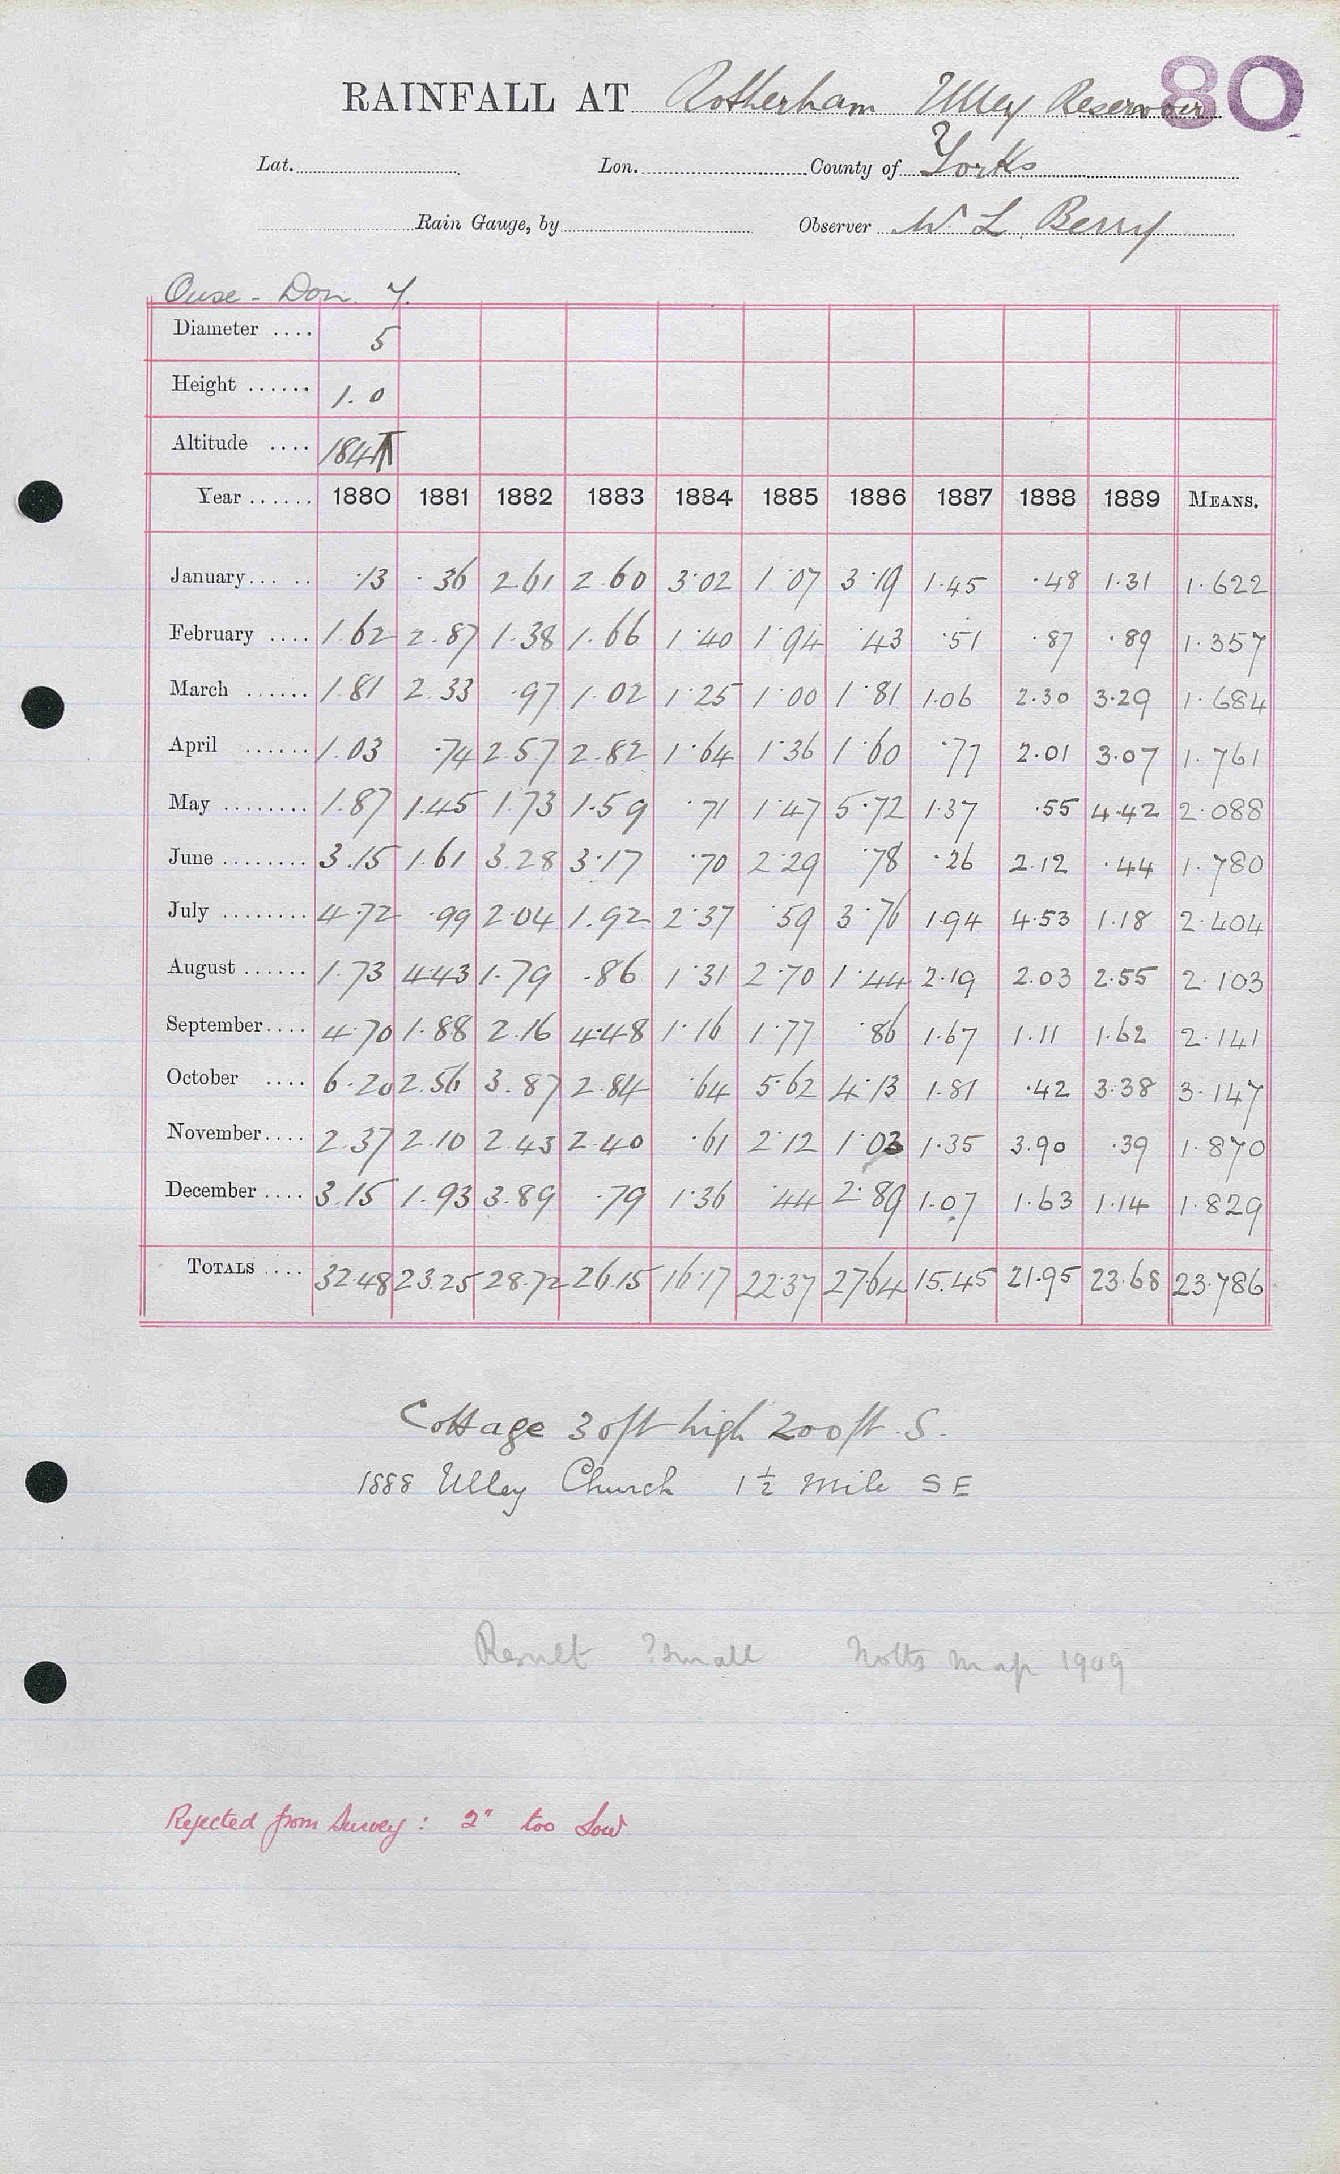 80
RAINFALL AT Rotherham Ulley Reservoir
Lat. Lon. County of Yorks
Rain Gauge, by Observer W L Berry
Ouse - Don Y.
Diameter .... 5
Height ...... 1.0
Altitude .... 184
Year ...... 1880 1881 1882 1883 1884 1885 1886 1887 1888 1889 MEANS.
January... .. .13 .36 2.61 2.60 3.02 1.07 3.19 1.45 .48 1.31 1.622
February .... 1.62 2.87 1.38 1.66 1.40 1.94 .43 .51 .87 .89 1.357
March ...... 1.81 2.33 .97 1.02 1.25 1.00 1.81 1.06 2.30 3.29 1.684
April ...... 1.03 .74 2.57 2.82 1.64 1.36 1.60 .77 2.01 3.07 1.761
May ........ 1.87 1.45 1.73 1.59 .71 1.47 5.72 1.37 .55 4.42 2.088
June ........ 3.15 1.61 3.28 3.17 .70 2.29 .78 .26 2.12 .44 1.780
July ........ 4.72 .99 2.04 1.92 2.37 .59 3.76 1.94 4.53 1.18 2.404
August ...... 1.73 4.43 1.79 .86 1.31 2.70 1.44 2.19 2.03 2.55 2.103
September.... 4.70 1.88 2.16 4.48 1.16 1.77 .86 1.67 1.11 1.62 2.141
October .... 6.20 2.56 3.87 2.84 .64 5.62 4.13 1.81 .42 3.38 3.147
November.... 2.37 2.10 2.43 2.40 .61 2.12 1.03 1.35 3.90 .39 1.870
December .... 3.15 1.93 3.89 .79 1.36 .44 2.89 1.07 1.63 1.14 1.829
TOTALS .... 32.48 23.25 28.72 26.15 16.17 22.37 27.64 15.45 21.95 23.68 23.786
Cottage 30ft high 200ft S.
1888 Ulley Church 1½ mile SE
Result ? small Notts map 1909
Rejected from Survey : 2" too Low